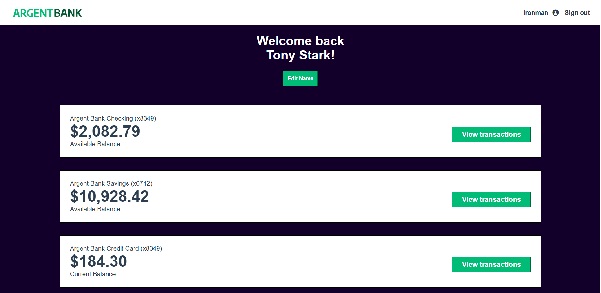 ARGENTBANK
Ironman Sign out
Welcome back
Tony Stark!
Edit Name
Argent Bank Checking (x8349)
$2,082.79
Available Balance
View transactions
Argent Bank Savings (x6712)
$10,928.42
Available Balance
View transactions
Argent Bank Credit Card (x8349)
$184.30
Current Balance
View transactions